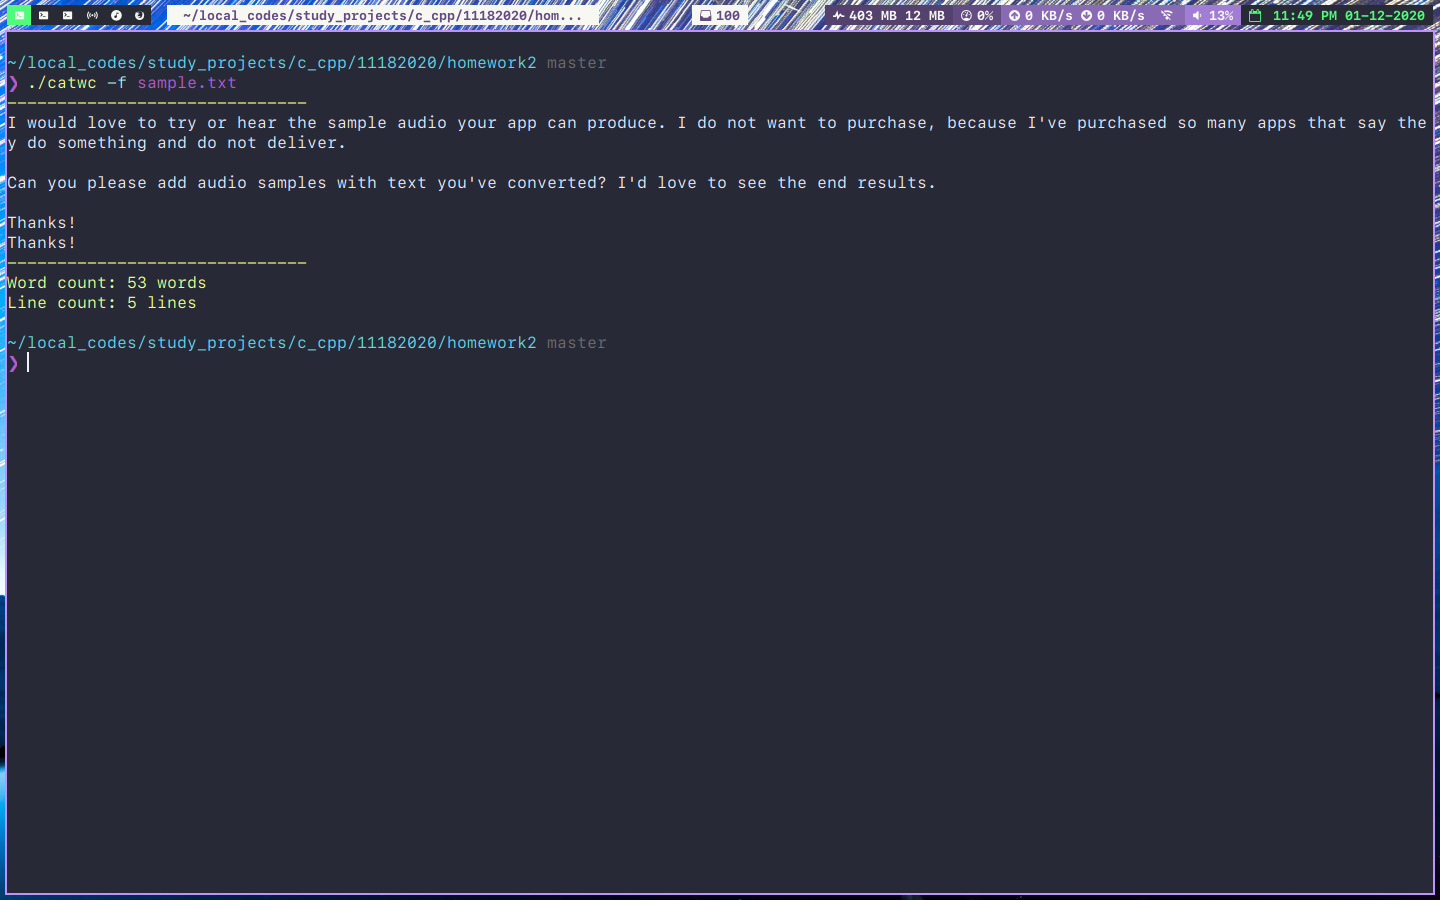 ~/local_codes/study_projects/c_cpp/11182020/hom...
100
403 MB 12 MB 0% 0 KB/s 0 KB/s 13% 11:49 PM 01-12-2020
~/local_codes/study_projects/c_cpp/11182020/homework2 master
❯ ./catwc -f sample.txt
------------------------------
I would love to try or hear the sample audio your app can produce. I do not want to purchase, because I've purchased so many apps that say the
y do something and do not deliver.
Can you please add audio samples with text you've converted? I'd love to see the end results.
Thanks!
Thanks!
------------------------------
Word count: 53 words
Line count: 5 lines
~/local_codes/study_projects/c_cpp/11182020/homework2 master
❯